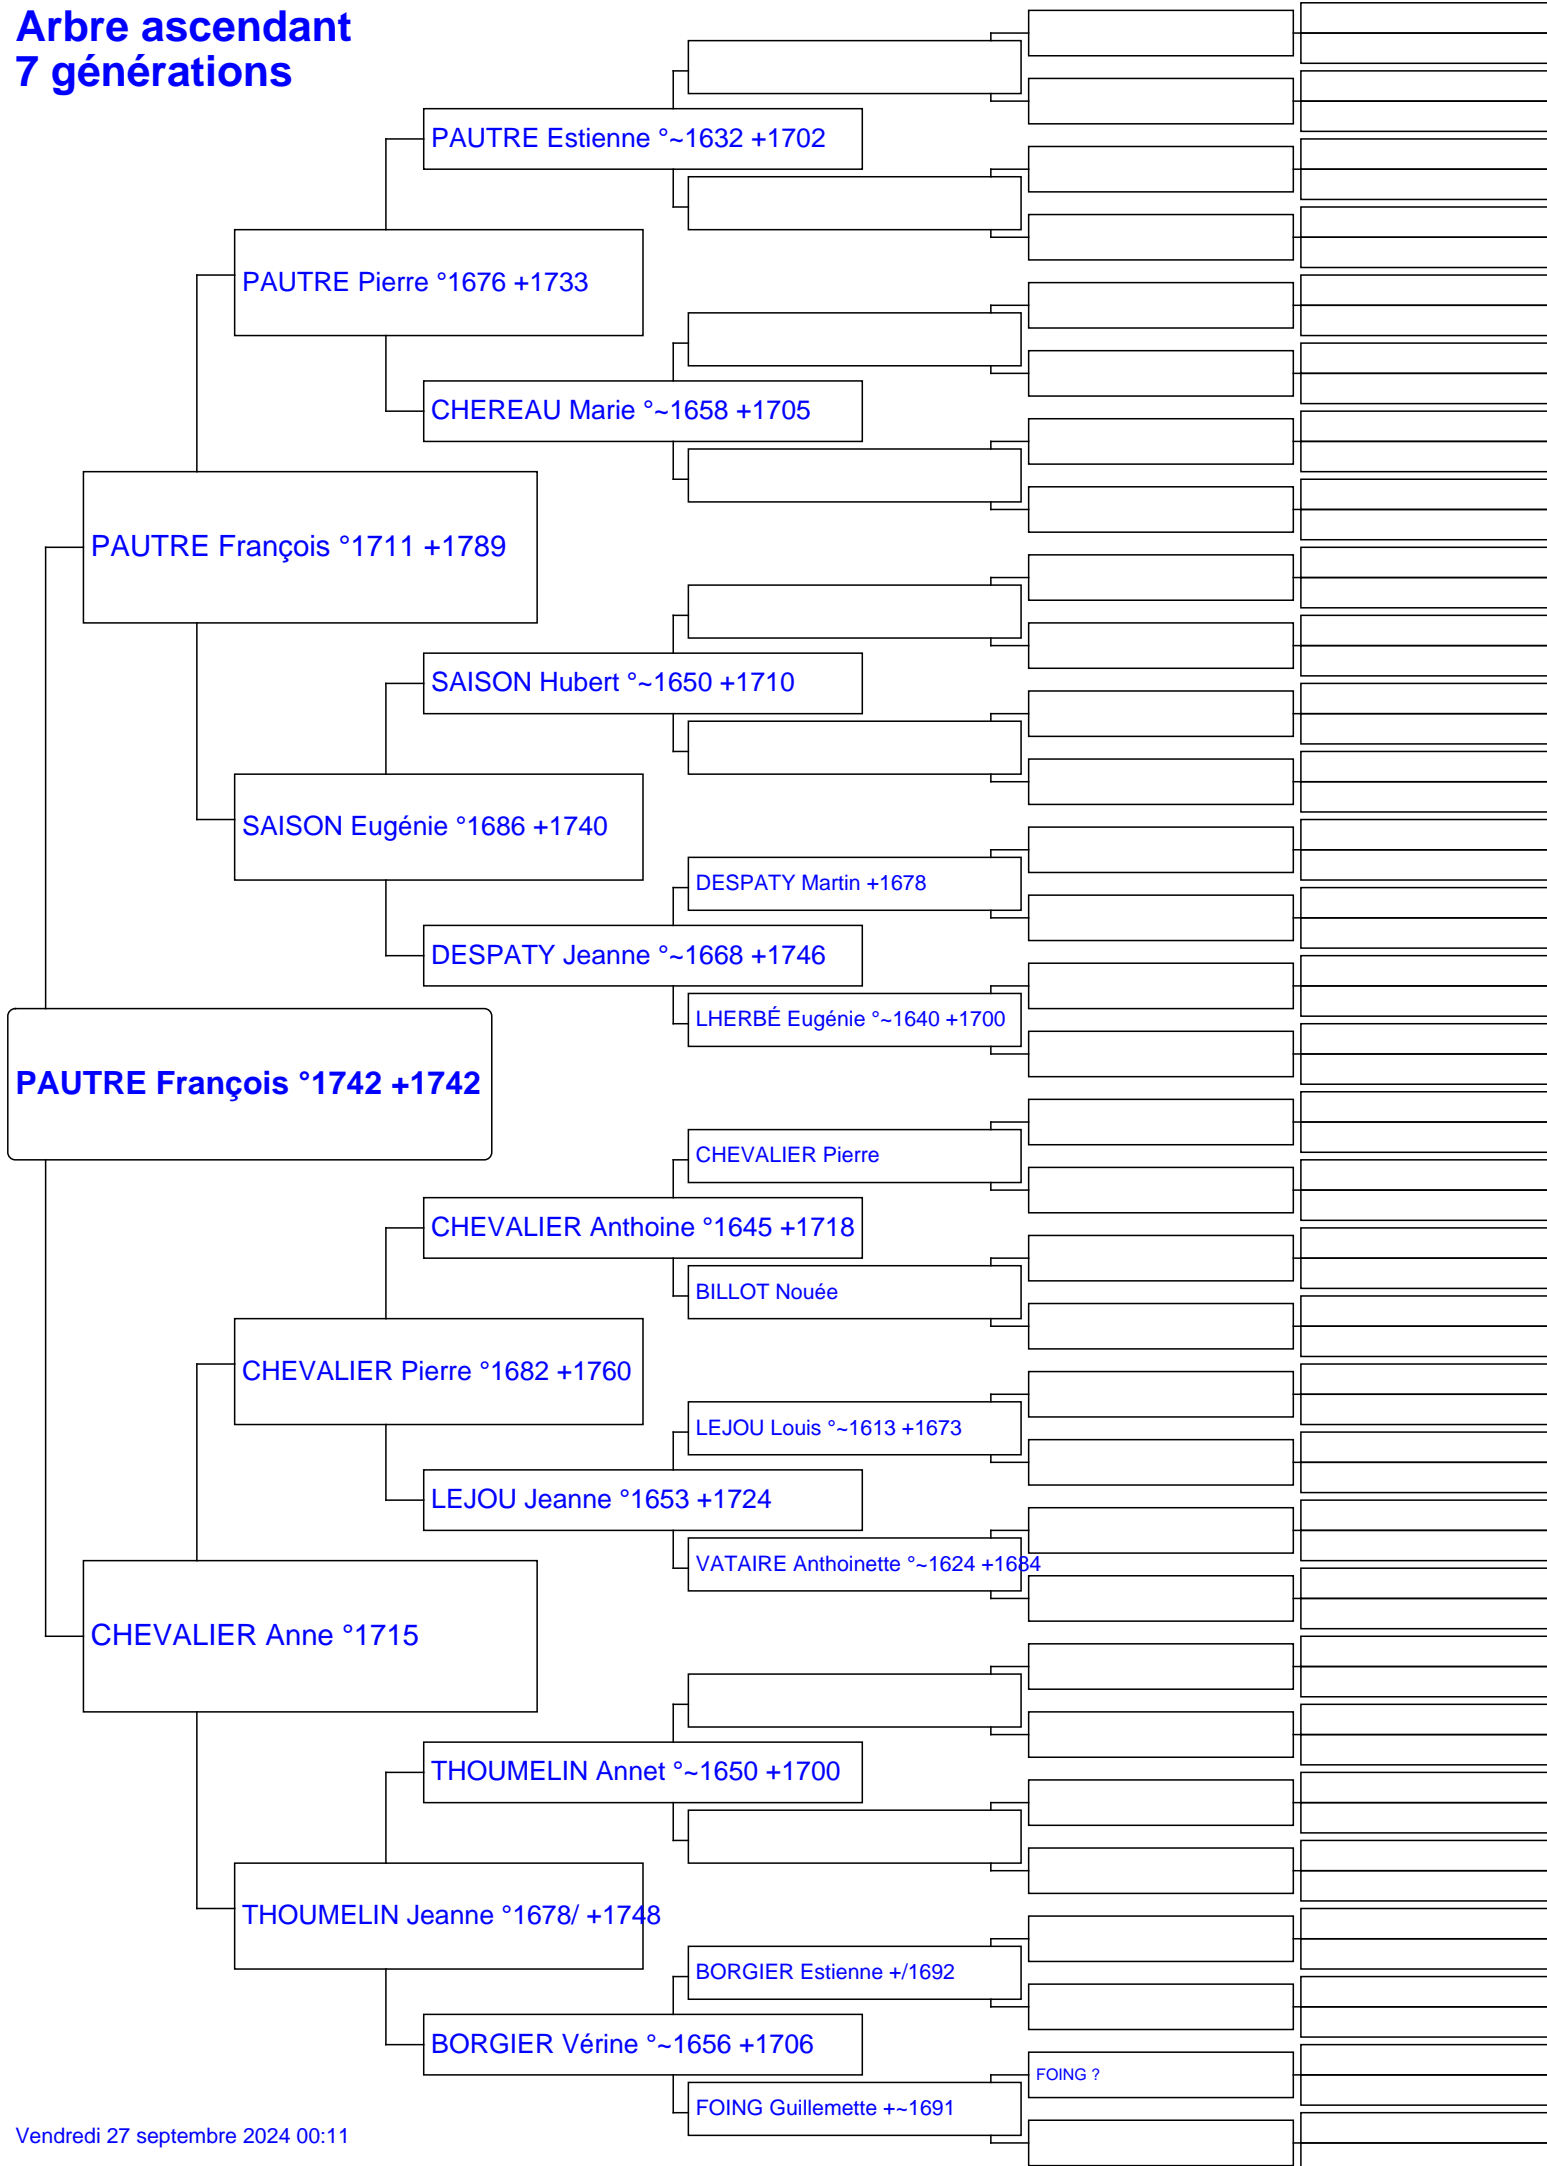 Arbre ascendant
7 générations
PAUTRE Estienne °~1632 +1702
PAUTRE Pierre °1676 +1733
CHEREAU Marie °~1658 +1705
PAUTRE François °1711 +1789
SAISON Hubert °~1650 +1710
SAISON Eugénie °1686 +1740
DESPATY Martin +1678
DESPATY Jeanne °~1668 +1746
LHERBÉ Eugénie °~1640 +1700
PAUTRE François °1742 +1742
CHEVALIER Pierre
CHEVALIER Anthoine °1645 +1718
BILLOT Nouée
CHEVALIER Pierre °1682 +1760
LEJOU Louis °~1613 +1673
LEJOU Jeanne °1653 +1724
VATAIRE Anthoinette °~1624 +1684
CHEVALIER Anne °1715
THOUMELIN Annet °~1650 +1700
THOUMELIN Jeanne °1678/ +1748
BORGIER Estienne +/1692
BORGIER Vérine °~1656 +1706
FOING ?
FOING Guillemette +~1691
Vendredi 27 septembre 2024 00:11